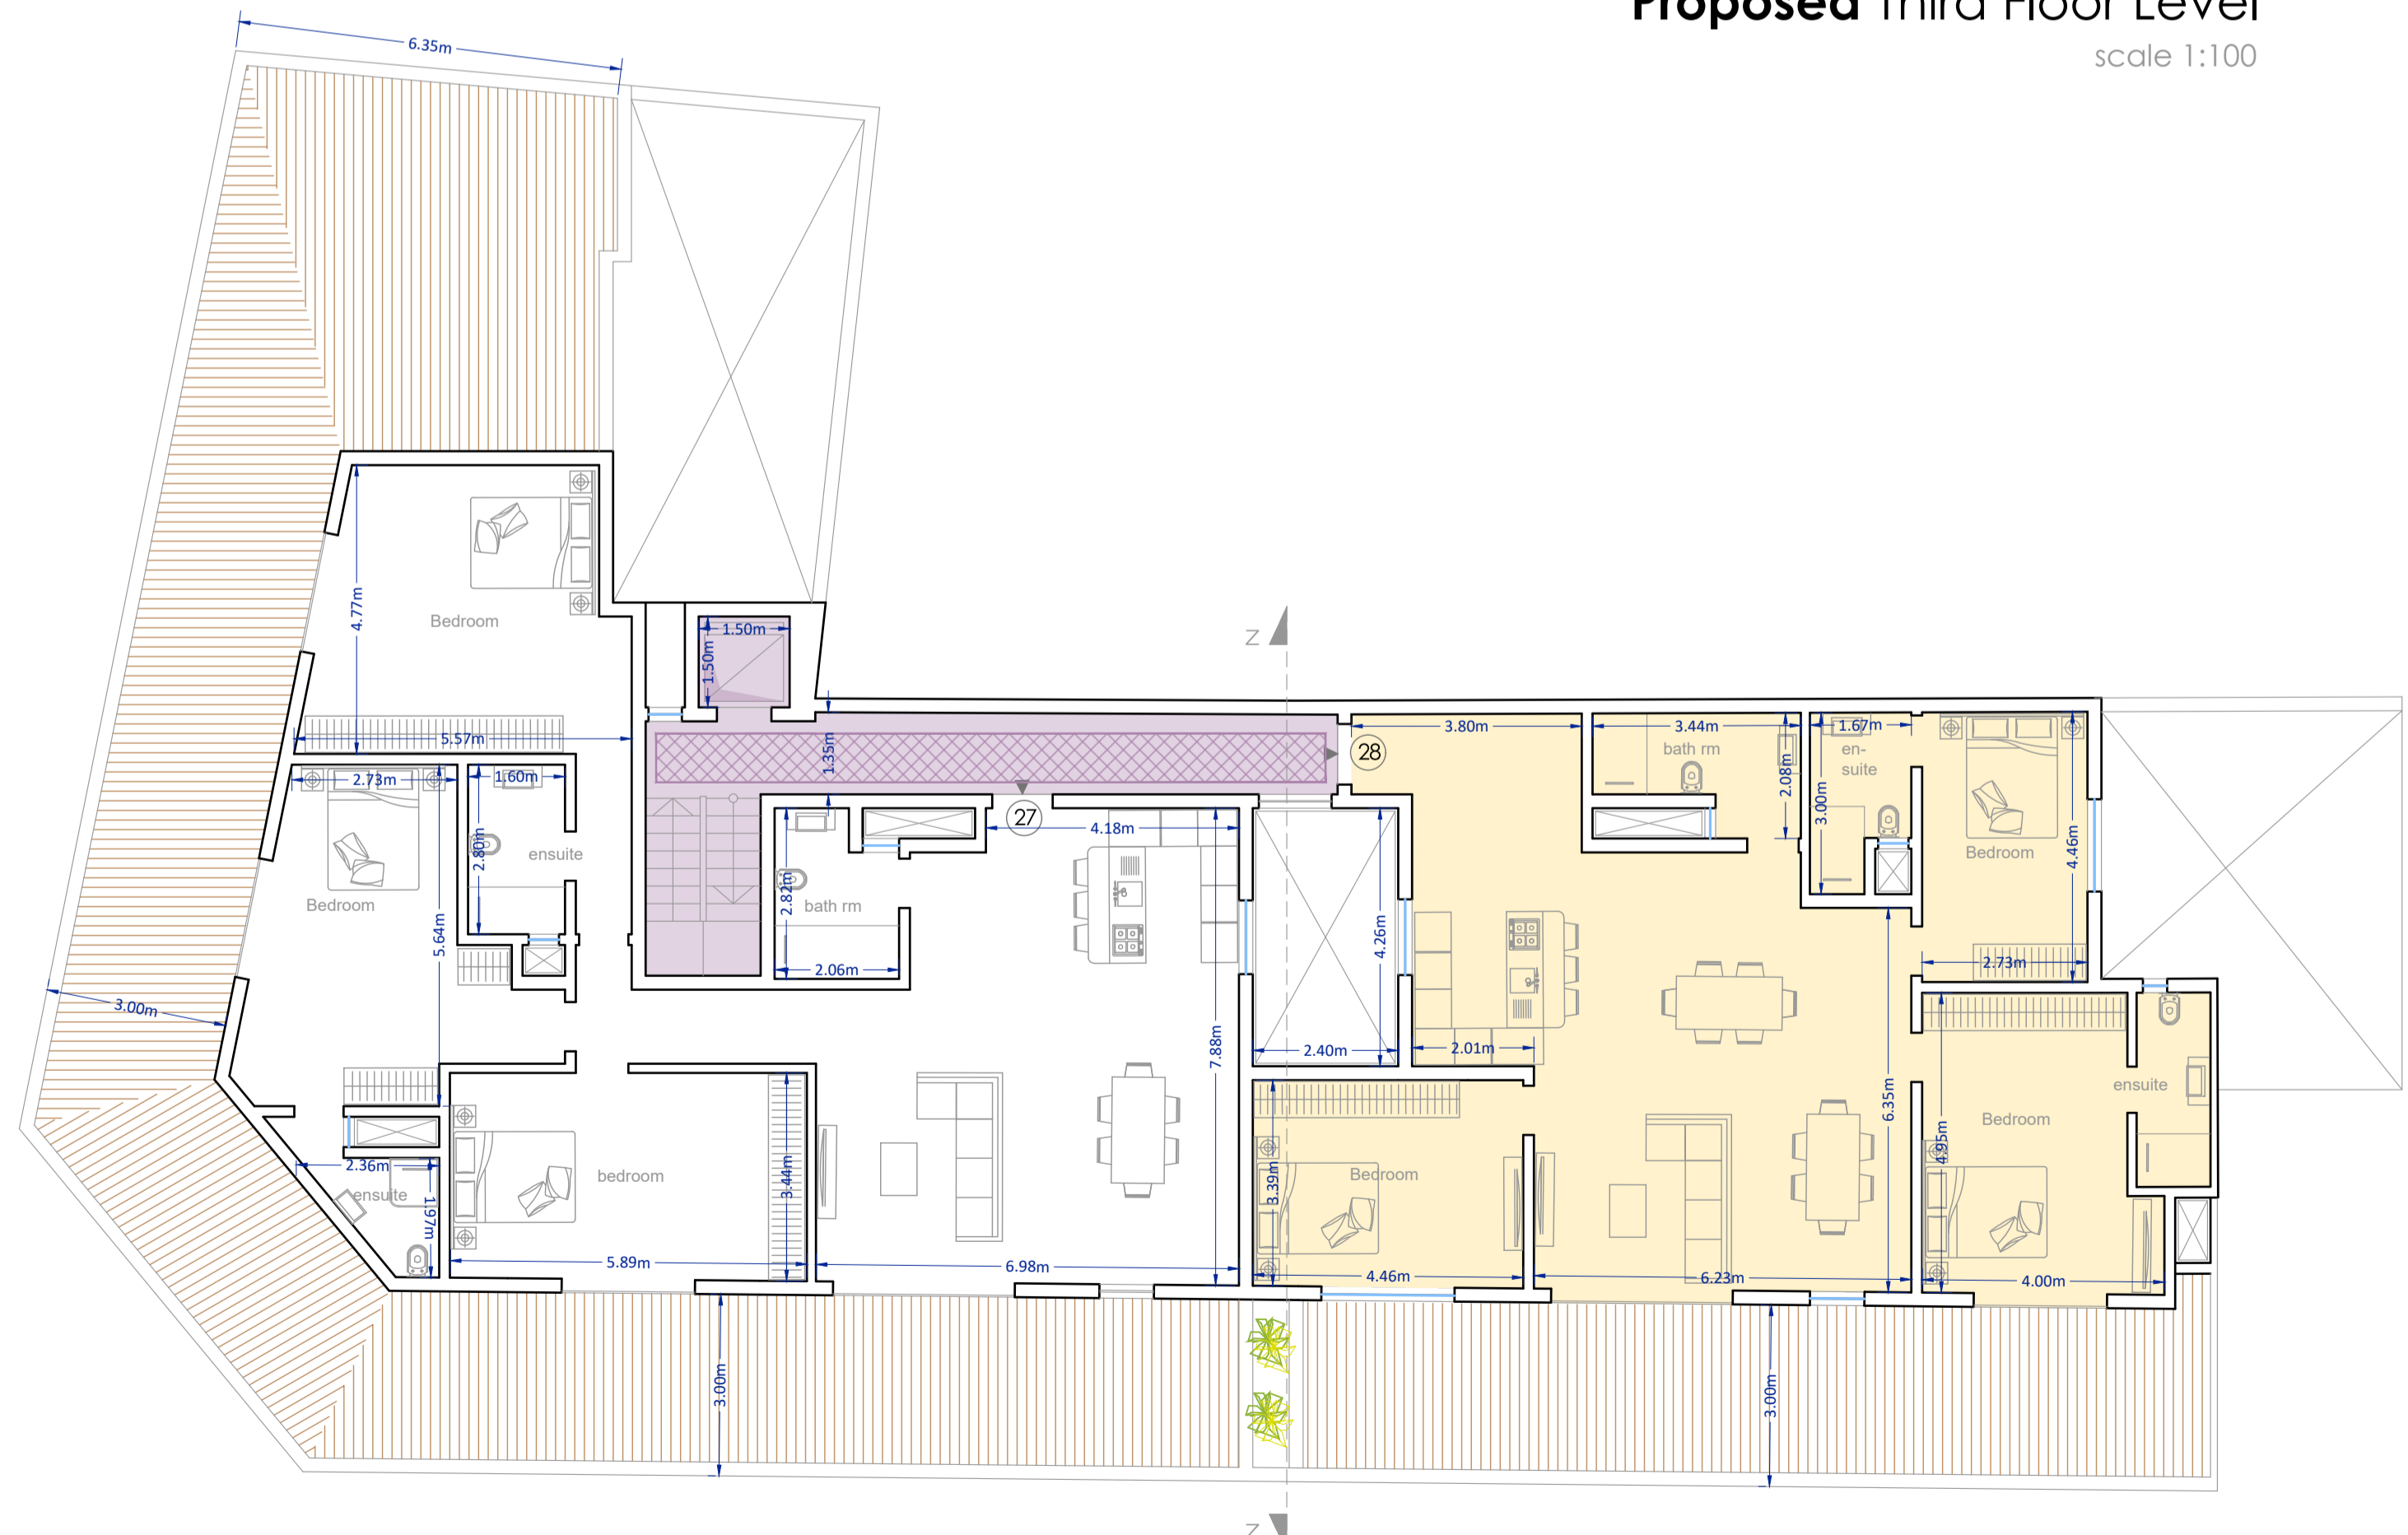 Proposed Third Floor Level
scale 1:100
6.35m
4.77m
Bedroom
5.57m
1.50m
1.50m
1.35m
Z
28
27
3.80m
3.44m
bath rm
2.08m
1.67m
en-
suite
3.00m
Bedroom
4.46m
2.73m
2.73m
1.60m
2.80m
ensuite
Bedroom
5.64m
4.18m
2.82m
bath rm
2.06m
4.26m
2.40m
2.01m
7.88m
3.00m
6.35m
4.95m
Bedroom
ensuite
2.36m
ensuite
1.97m
bedroom
3.44m
5.89m
6.98m
3.39m
Bedroom
4.46m
6.23m
4.00m
3.00m
3.00m
Z